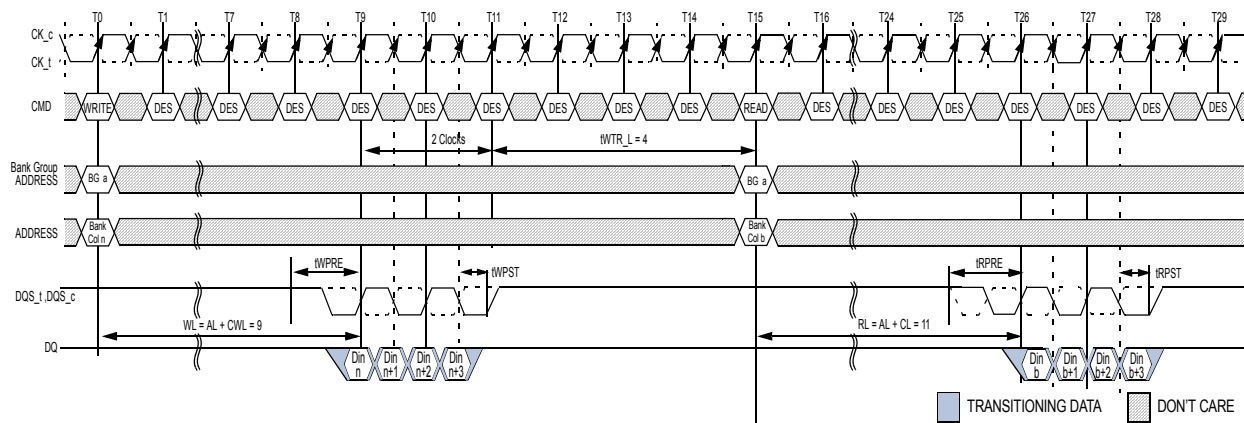 T0 T1 T7 T8 T9 T10 T11 T12 T13 T14 T15 T16 T24 T25 T26 T27 T28 T29
CK_c
CK_t
CMD WRITE DES DES DES DES DES DES DES DES DES READ DES DES DES DES DES DES DES
2 Clocks tWTR_L = 4
Bank Group
ADDRESS BG a BG a
ADDRESS Bank Col n Bank Col b
tWPRE tWPST tRPRE tRPST
DQS_t ,DQS_c
WL = AL + CWL = 9 RL = AL + CL = 11
DQ Din n Din n+1 Din n+2 Din n+3 Din b Din b+1 Din b+2 Din b+3
TRANSITIONING DATA DON'T CARE